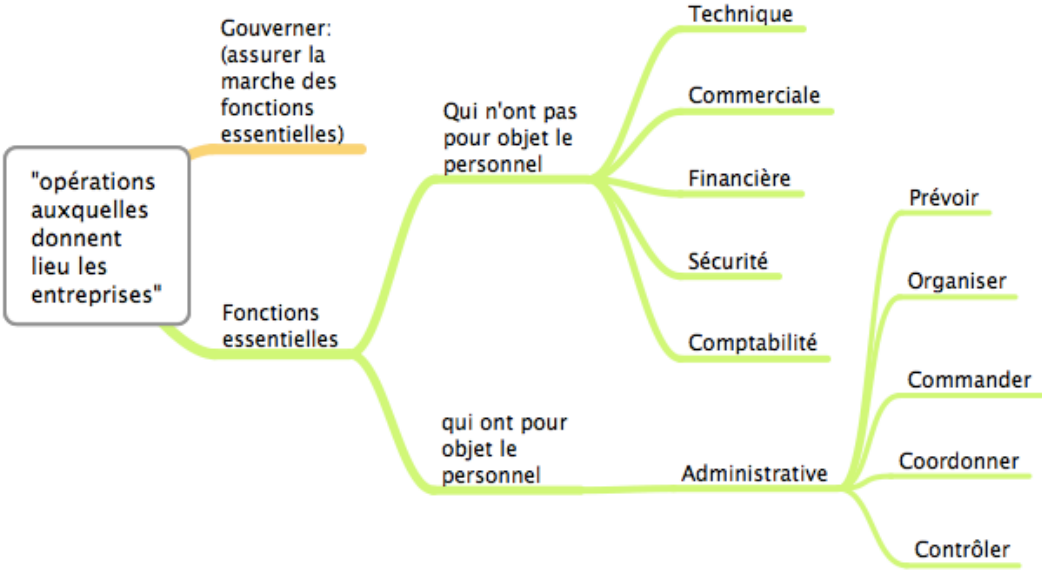 "opérations
auxquelles
donnent
lieu les
entreprises"
Gouverner:
(assurer la
marche des
fonctions
essentielles)
Fonctions
essentielles
Qui n'ont pas
pour objet le
personnel
Technique
Commerciale
Financière
Sécurité
Comptabilité
qui ont pour
objet le
personnel
Administrative
Prévoir
Organiser
Commander
Coordonner
Contrôler